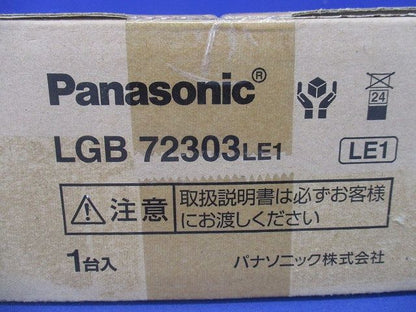 Panasonic®
24
LGB 72303LE1
LE1
⚠注意
取扱説明書は必ずお客様
にお渡しください
1台入
パナソニック株式会社